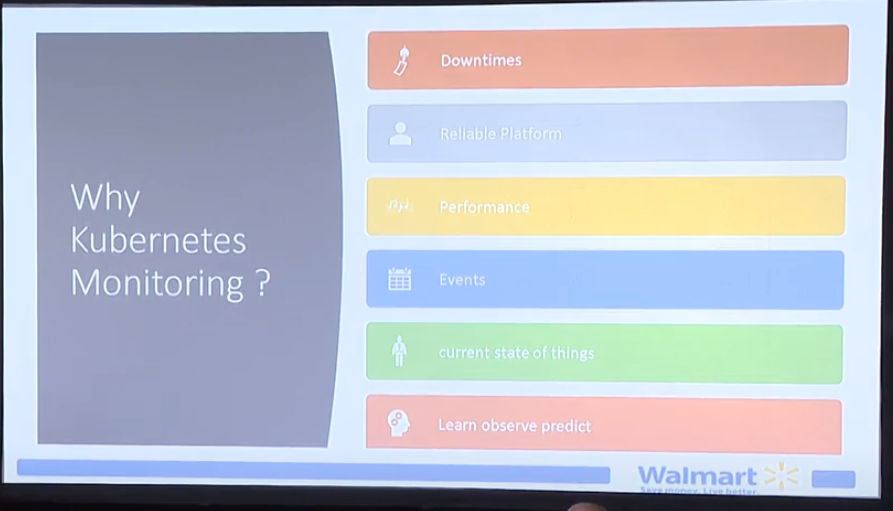 Why
Kubernetes
Monitoring ?
Downtimes
Reliable Platform
Performance
Events
current state of things
Learn observe predict
Walmart
Save money. Live better.